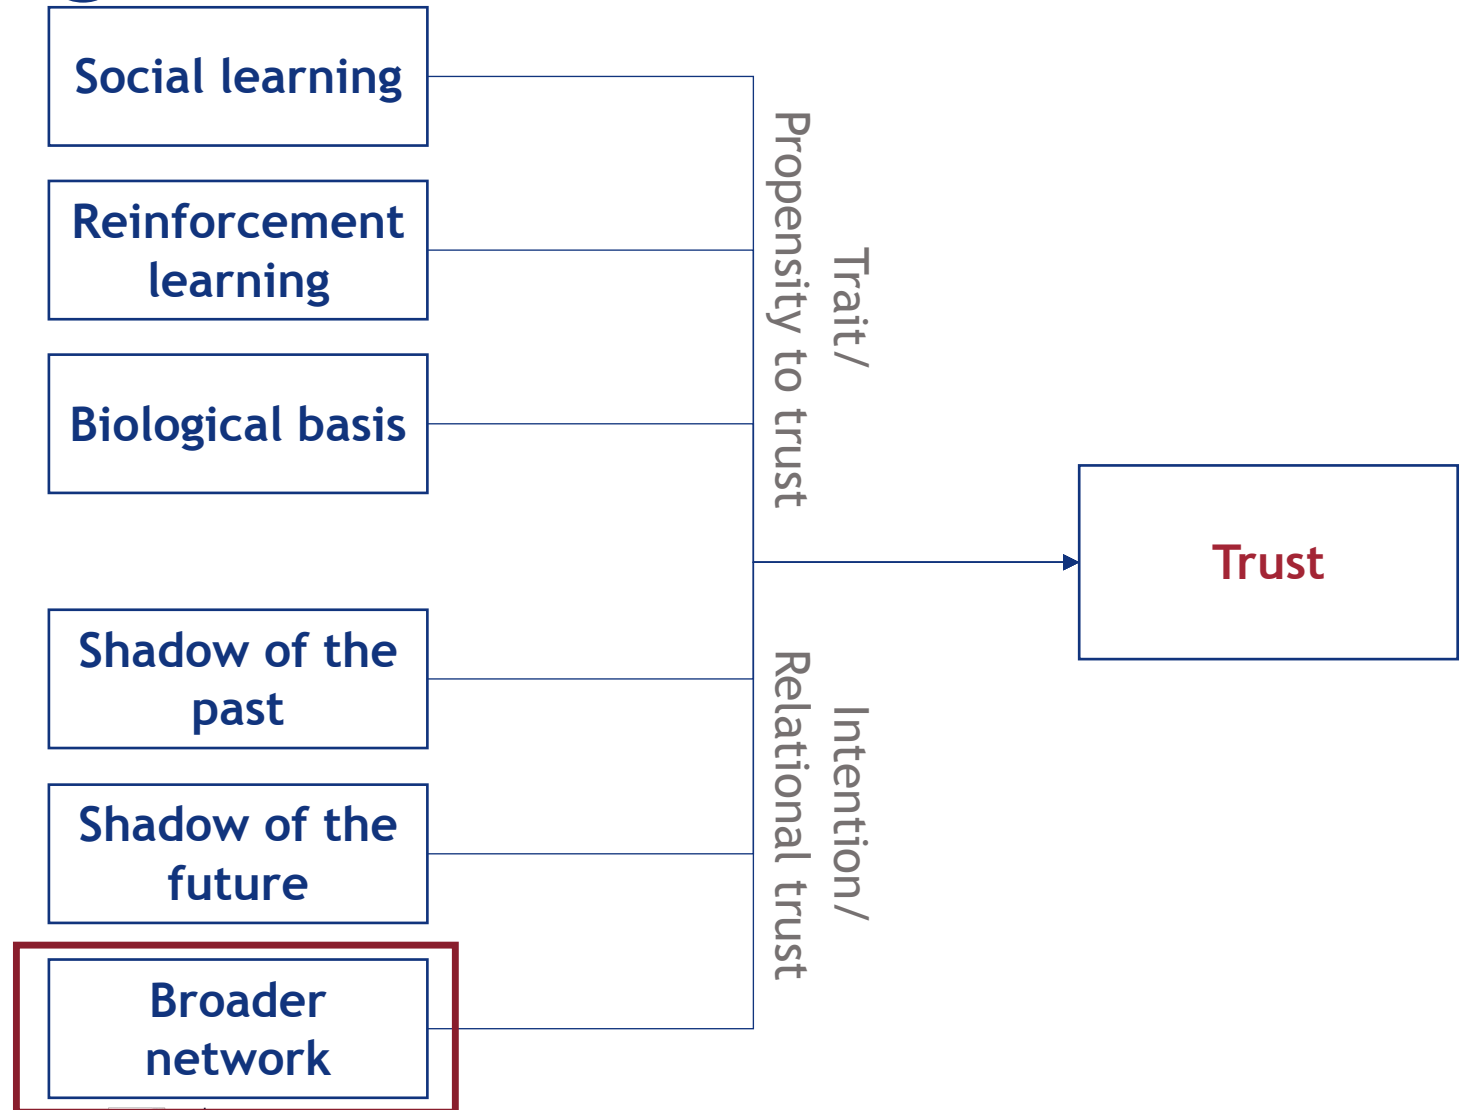 Social learning
Reinforcement
learning
Biological basis
Trait/
Propensity to trust
Trust
Shadow of the
past
Shadow of the
future
Broader
network
Intention/
Relational trust